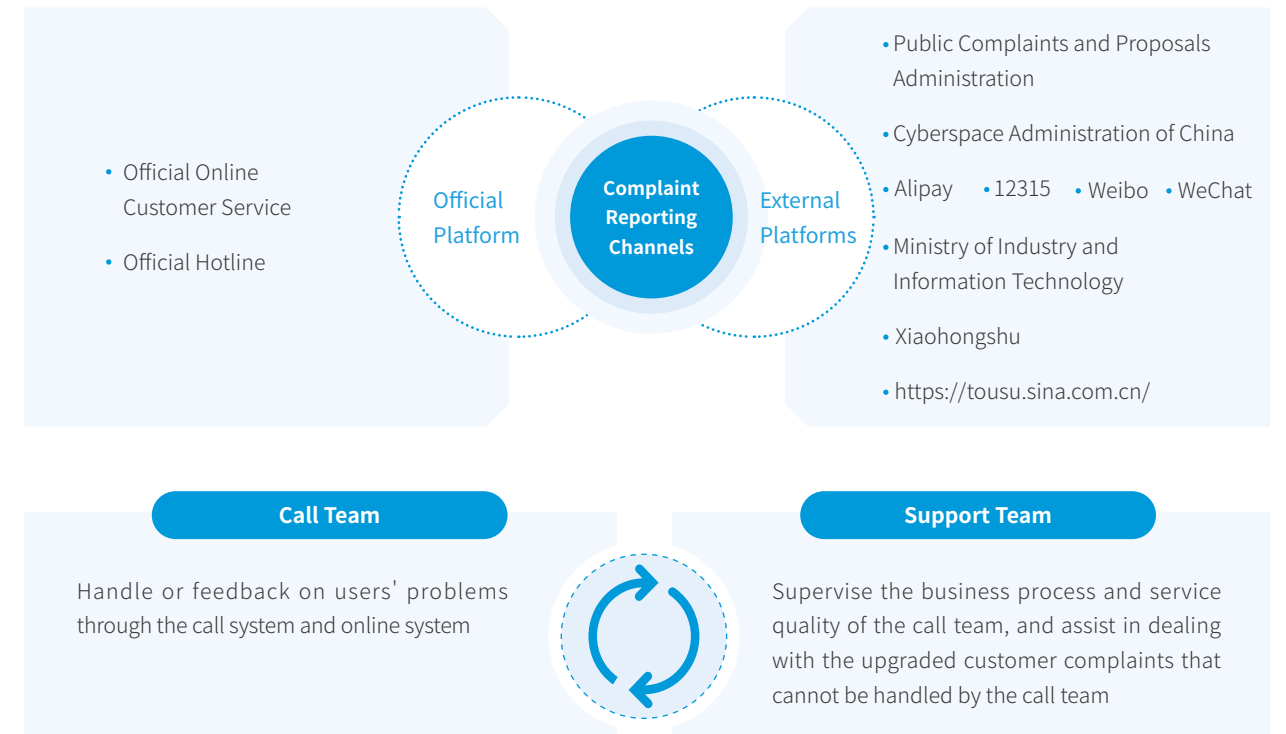 • Official Online
Customer Service
• Official Hotline
Official
Platform
Complaint
Reporting
Channels
External
Platforms
• Public Complaints and Proposals
Administration
• Cyberspace Administration of China
• Alipay • 12315 • Weibo • WeChat
• Ministry of Industry and
Information Technology
• Xiaohongshu
• https://tousu.sina.com.cn/
Call Team
Handle or feedback on users' problems
through the call system and online system
Support Team
Supervise the business process and service
quality of the call team, and assist in dealing
with the upgraded customer complaints that
cannot be handled by the call team